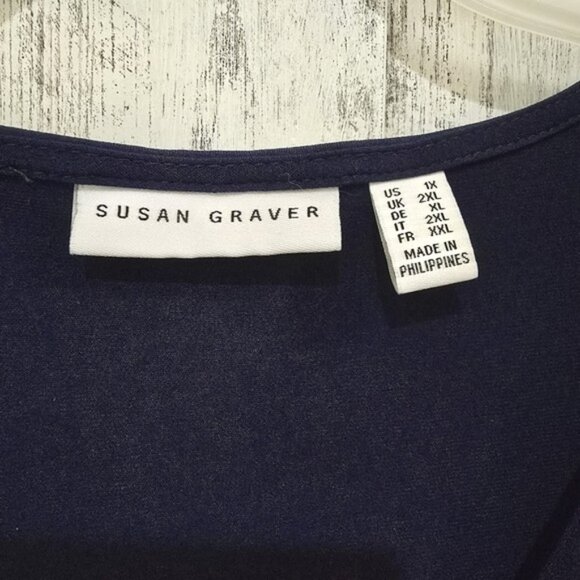 SUSAN GRAVER
US 1X
UK 2XL
DE XL
IT 2XL
FR XXL
MADE IN
PHILIPPINES